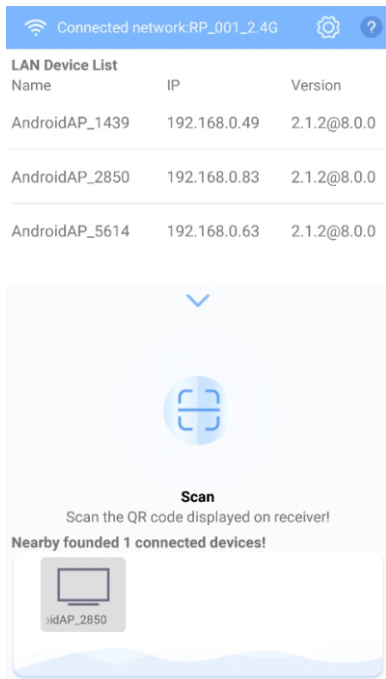 Connected network:RP_001_2.4G ?
LAN Device List
Name IP Version
AndroidAP_1439 192.168.0.49 2.1.2@8.0.0
AndroidAP_2850 192.168.0.83 2.1.2@8.0.0
AndroidAP_5614 192.168.0.63 2.1.2@8.0.0
Scan
Scan the QR code displayed on receiver!
Nearby founded 1 connected devices!
oidAP_2850